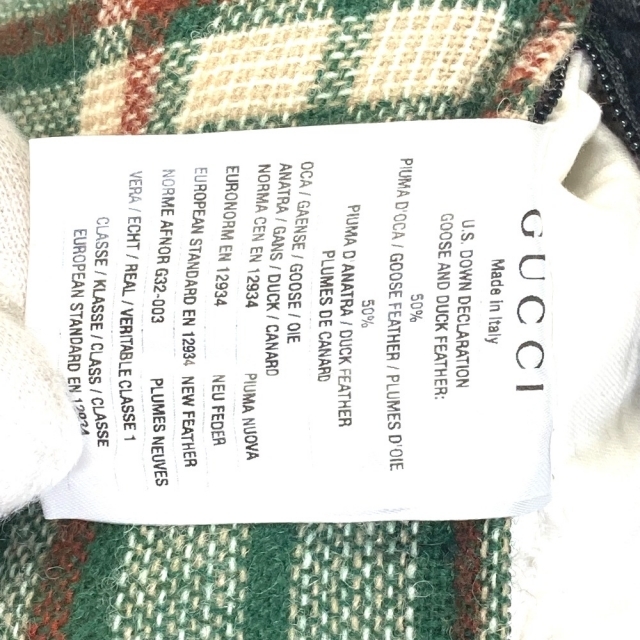 GUCCI
Made in Italy
U.S. DOWN DECLARATION
GOOSE AND DUCK FEATHER:
50%
PIUMA D'OCA / GOOSE FEATHER / PLUMES D'OIE
50%
PIUMA D'ANATRA / DUCK FEATHER
PLUMES DE CANARD
OCA / GAENSE / GOOSE / OIE
ANATRA / GANS / DUCK / CANARD
NORMA CEN EN 12934 PIUMA NUOVA
EURONORM EN 12934 NEU FEDER
EUROPEAN STANDARD EN 12934 NEW FEATHER
NORME AFNOR G32-003 PLUMES NEUVES
VERA / ECHT / REAL / VERITABLE CLASSE 1
CLASSE / KLASSE / CLASS / CLASSE
EUROPEAN STANDARD EN 12934